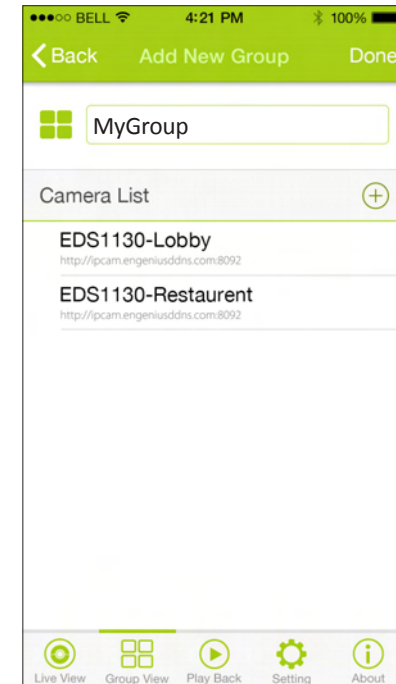 BELL 4:21 PM 100%
Back Add New Group Done
MyGroup
Camera List
EDS1130-Lobby
http://ipcam.engeniusddns.com:8092
EDS1130-Restaurent
http://ipcam.engeniusddns.com:8092
Live View Group View Play Back Setting About